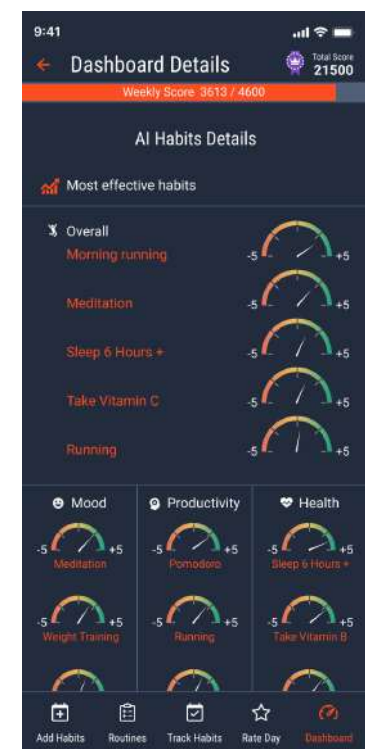 9:41
Dashboard Details
Total Score
21500
Weekly Score 3613 / 4600
AI Habits Details
Most effective habits
Overall
Morning running
-5 +5
Meditation
-5 +5
Sleep 6 Hours +
-5 +5
Take Vitamin C
-5 +5
Running
-5 +5
Mood Productivity Health
-5 +5 -5 +5 -5 +5
Meditation Pomodoro Sleep 6 Hours +
-5 +5 -5 +5 -5 +5
Weight Training Running Take Vitamin B
Add Habits Routines Track Habits Rate Day Dashboard